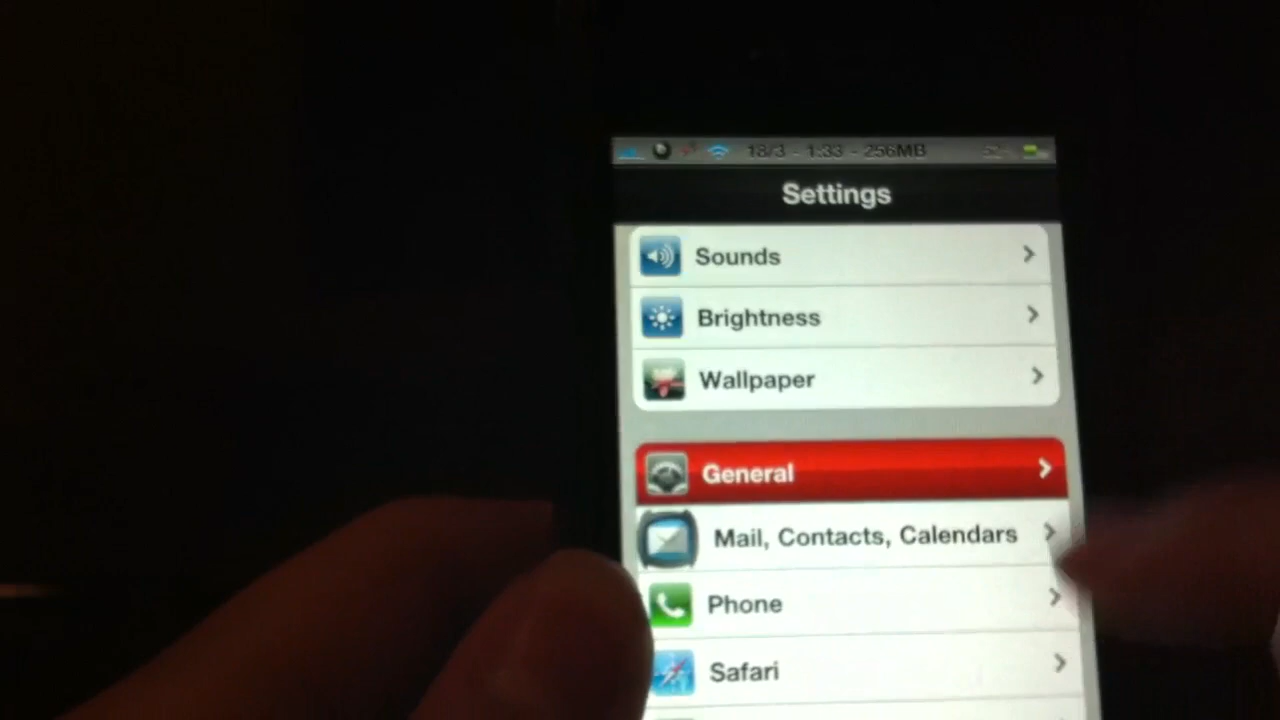 18/3 - 1:33 - 256MB
Settings
Sounds
Brightness
Wallpaper
General
Mail, Contacts, Calendars
Phone
Safari